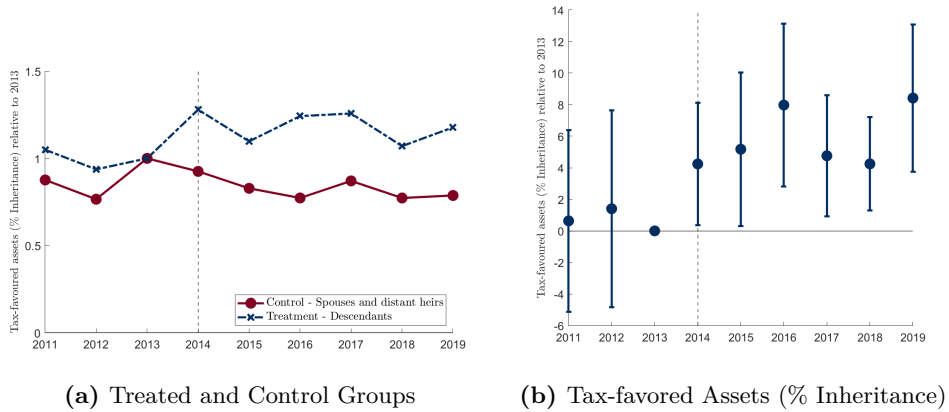 Tax-favoured assets (% Inheritance) relative to 2013
1.5
1
0.5
0
2011 2012 2013 2014 2015 2016 2017 2018 2019
Control - Spouses and distant heirs
Treatment - Descendants
(a) Treated and Control Groups
Tax-favoured assets (% Inheritance) relative to 2013
14
12
10
8
6
4
2
0
-2
-4
-6
2011 2012 2013 2014 2015 2016 2017 2018 2019
(b) Tax-favored Assets (% Inheritance)